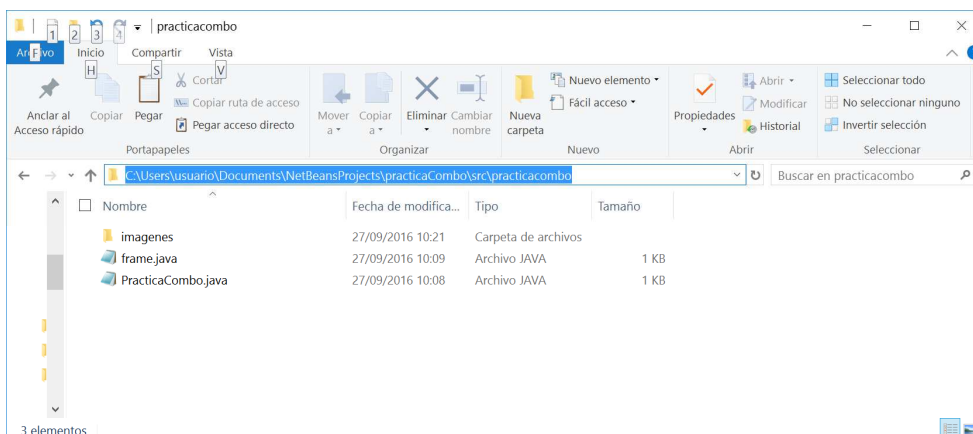 practicacombo
1 2 3 4
Archivo Inicio Compartir Vista
F H S V
Cortar
Copiar ruta de acceso
Pegar acceso directo
Anclar al Acceso rápido
Copiar
Pegar
Portapapeles
Mover a
Copiar a
Eliminar
Cambiar nombre
Organizar
Nueva carpeta
Nuevo elemento
Fácil acceso
Nuevo
Propiedades
Abrir
Modificar
Historial
Abrir
Seleccionar todo
No seleccionar ninguno
Invertir selección
Seleccionar
C:\Users\usuario\Documents\NetBeansProjects\practicaCombo\src\practicacombo
Buscar en practicacombo
Nombre Fecha de modifica... Tipo Tamaño
imagenes 27/09/2016 10:21 Carpeta de archivos
frame.java 27/09/2016 10:09 Archivo JAVA 1 KB
PracticaCombo.java 27/09/2016 10:08 Archivo JAVA 1 KB
3 elementos